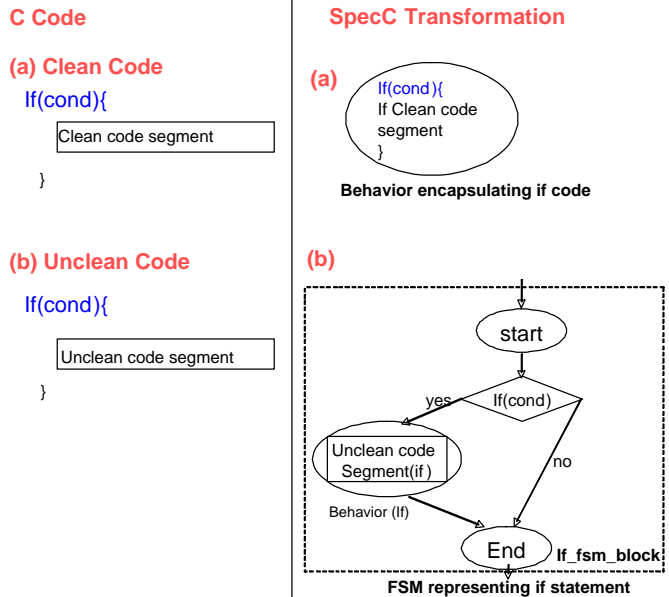 C Code
SpecC Transformation
(a) Clean Code
If(cond){
Clean code segment
}
(a)
If(cond){
If Clean code
segment
}
Behavior encapsulating if code
(b) Unclean Code
If(cond){
Unclean code segment
}
(b)
start
If(cond)
yes
no
Unclean code
Segment(if)
Behavior (If)
End
If_fsm_block
FSM representing if statement